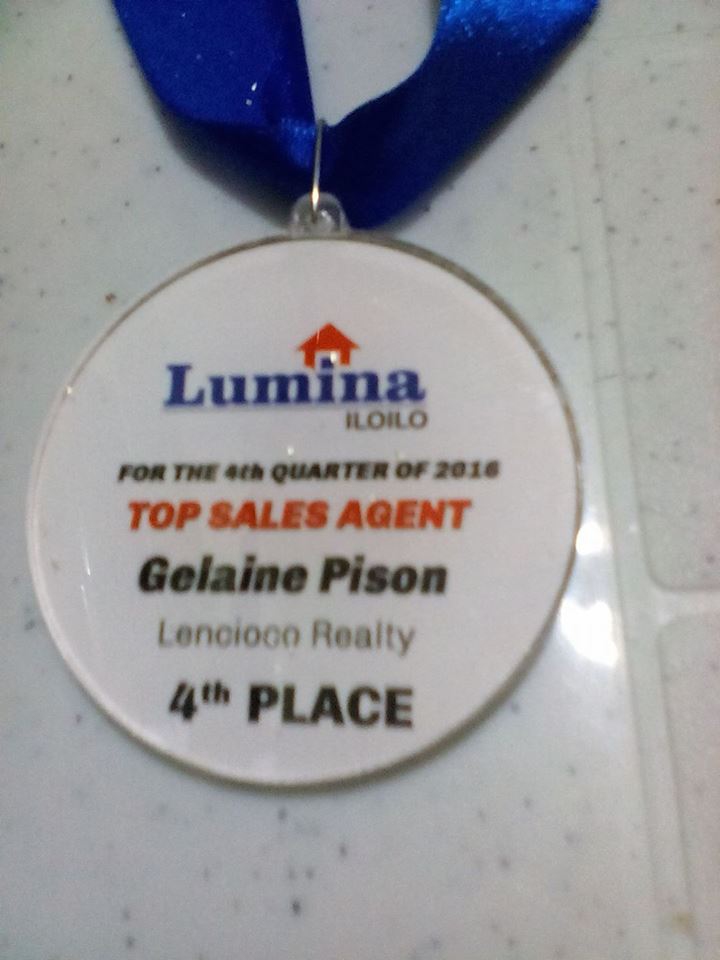 Lumina
ILOILO
FOR THE 4th QUARTER OF 2016
TOP SALES AGENT
Gelaine Pison
Lencioco Realty
4th PLACE